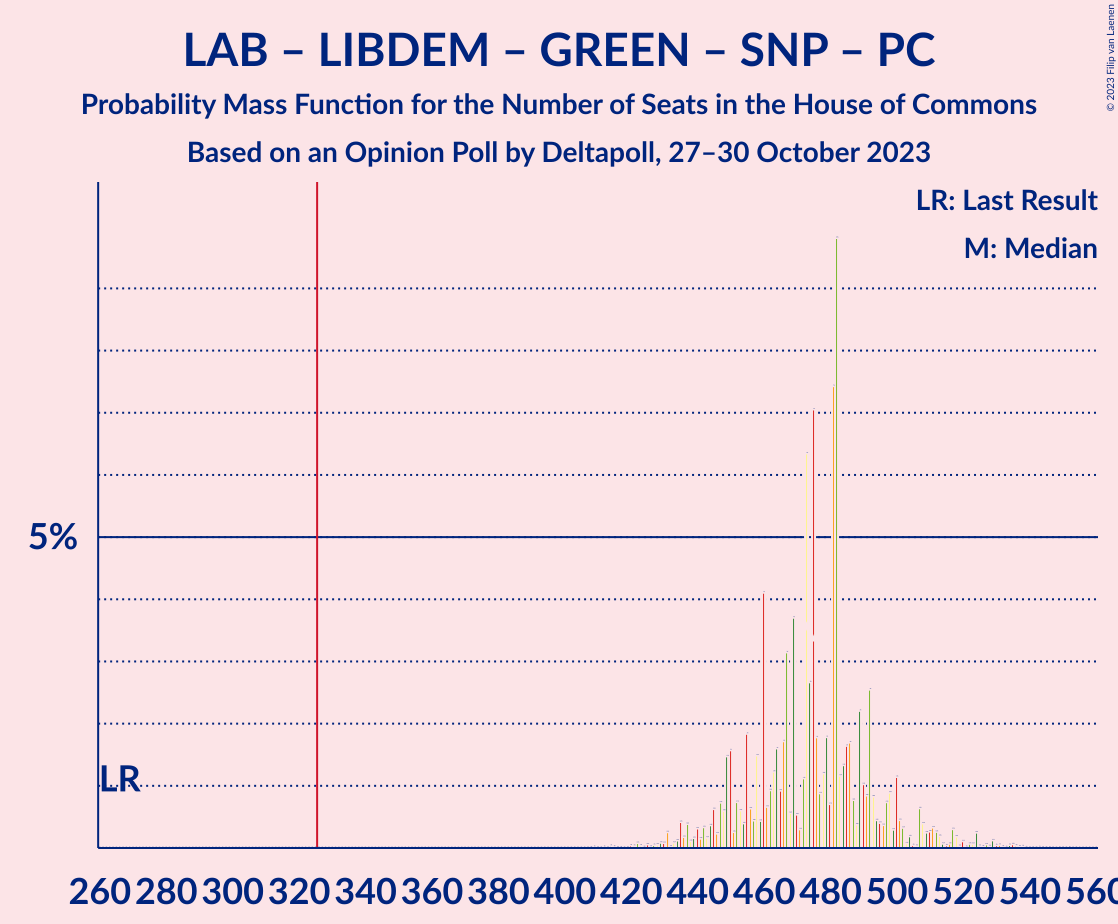 LAB – LIBDEM – GREEN – SNP – PC
Probability Mass Function for the Number of Seats in the House of Commons
Based on an Opinion Poll by Deltapoll, 27–30 October 2023
© 2023 Filip van Laenen
LR: Last Result
M: Median
5%
LR
260 280 300 320 340 360 380 400 420 440 460 480 500 520 540 560